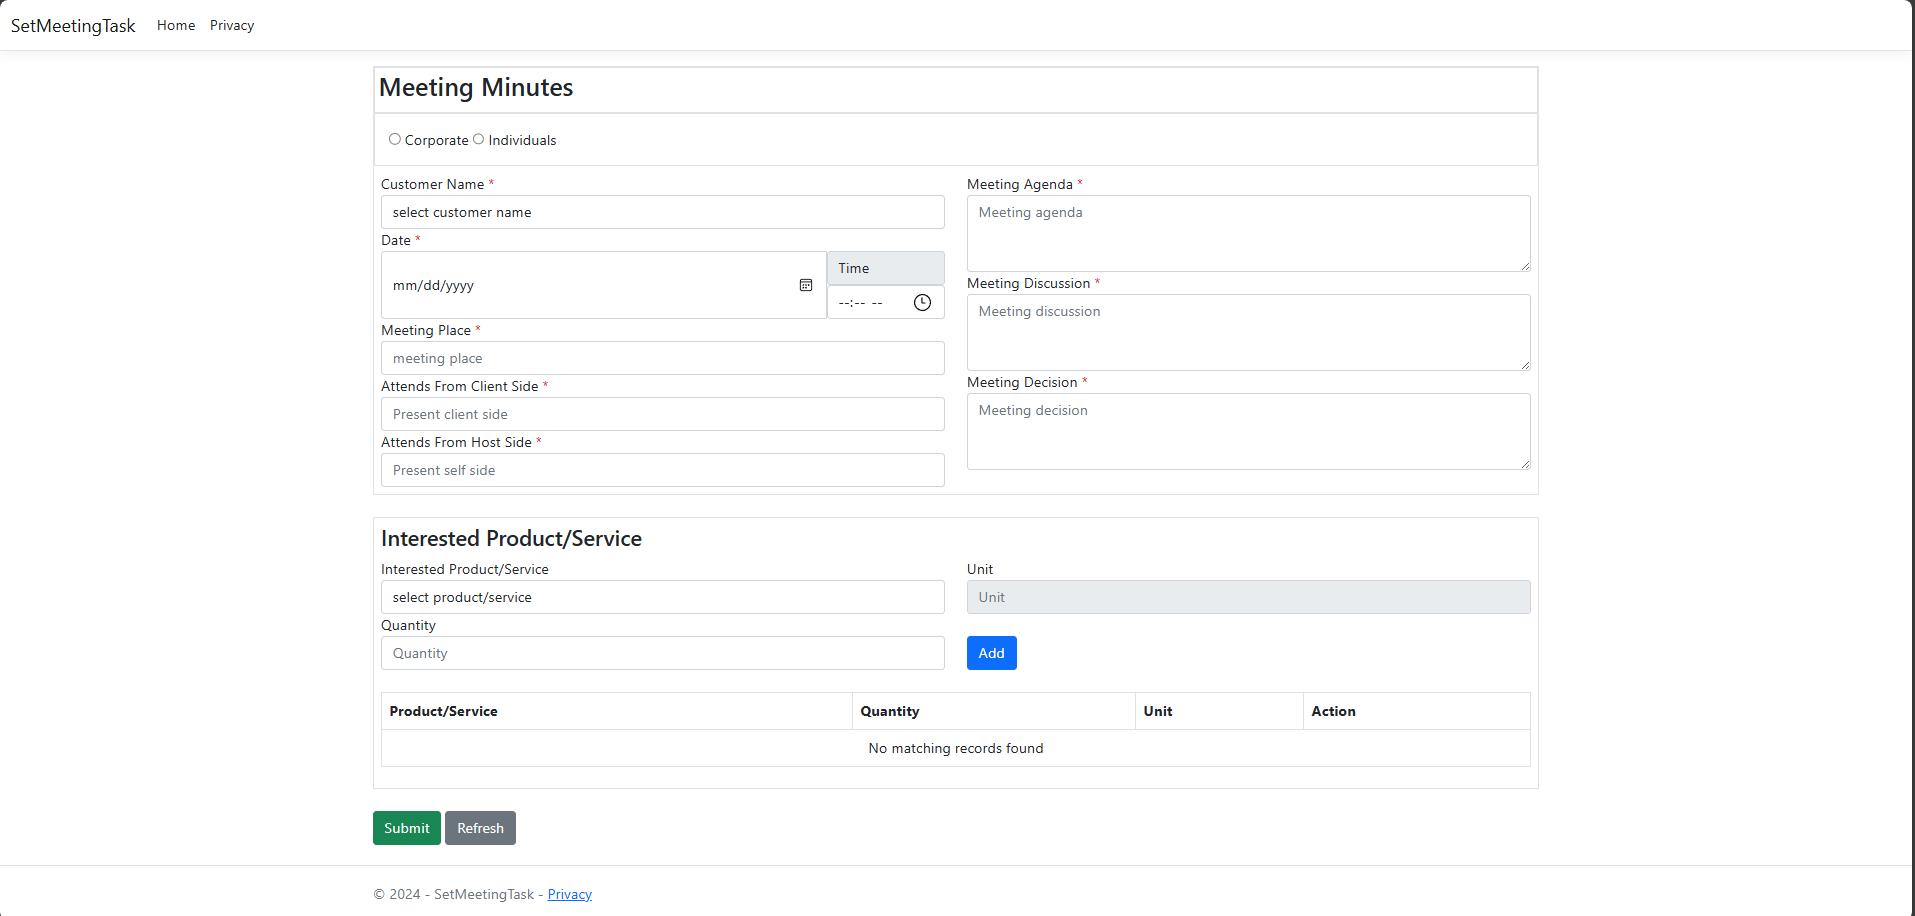 SetMeetingTask Home Privacy
Meeting Minutes
Corporate Individuals
Customer Name *
select customer name
Date *
mm/dd/yyyy
Time
--:-- --
Meeting Place *
meeting place
Attends From Client Side *
Present client side
Attends From Host Side *
Present self side
Meeting Agenda *
Meeting agenda
Meeting Discussion *
Meeting discussion
Meeting Decision *
Meeting decision
Interested Product/Service
Interested Product/Service
select product/service
Unit
Unit
Quantity
Quantity
Add
Product/Service Quantity Unit Action
No matching records found
Submit Refresh
© 2024 - SetMeetingTask - Privacy